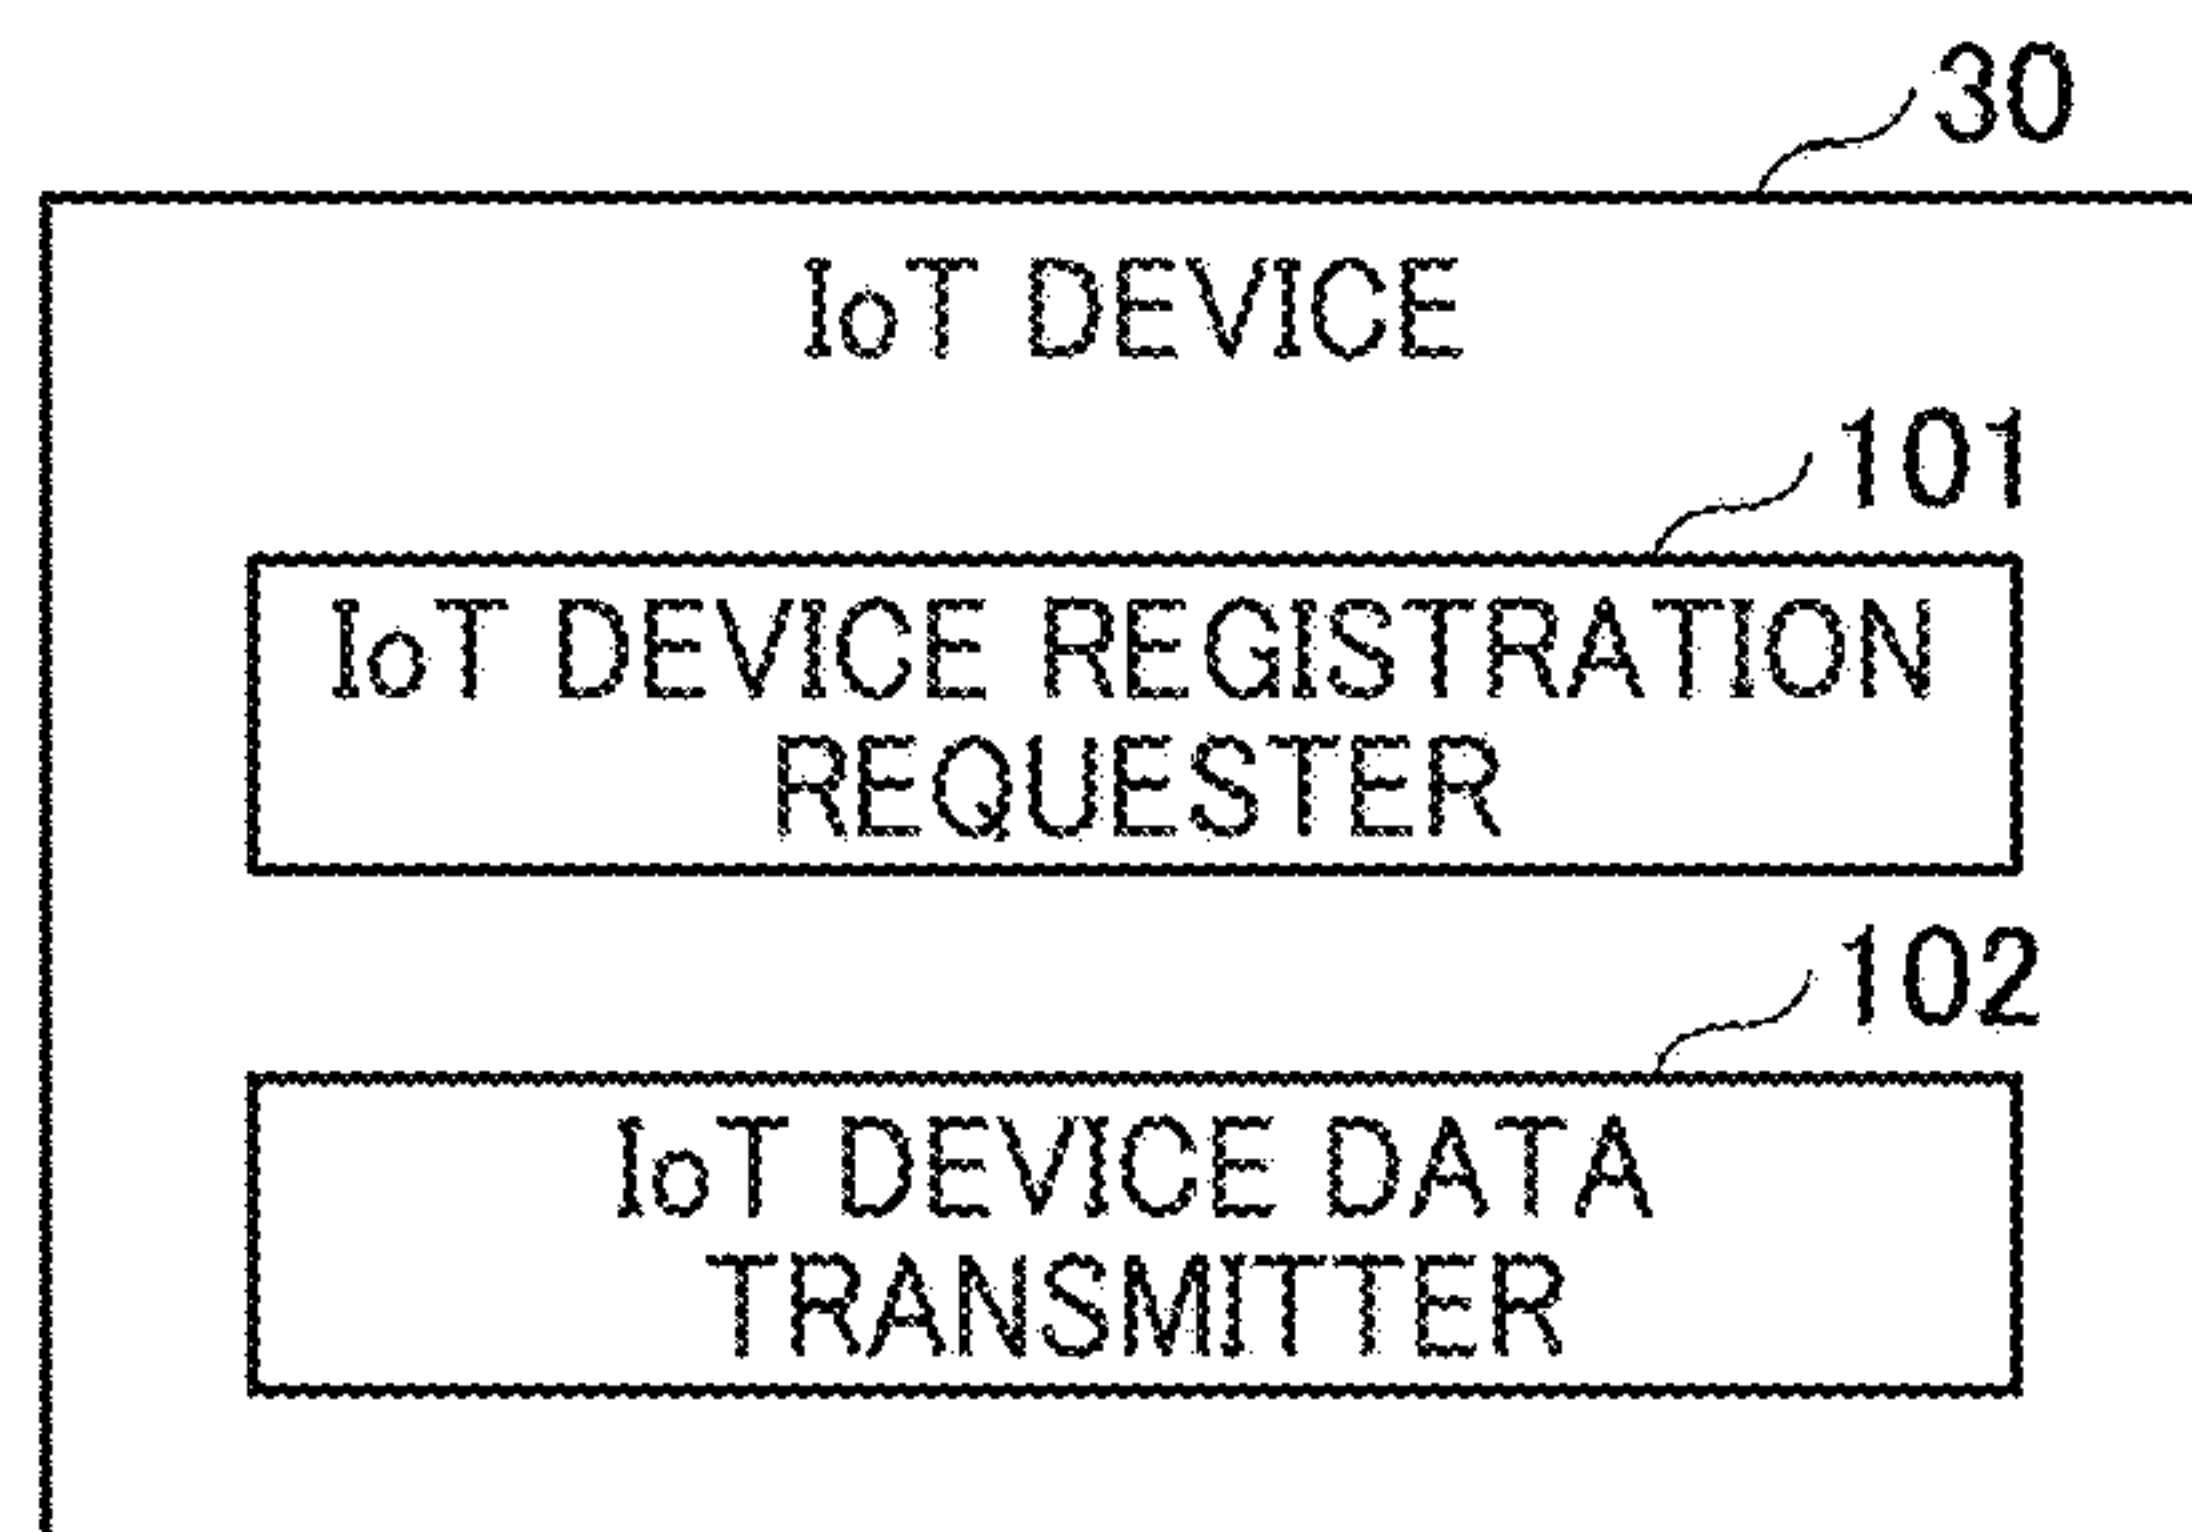 30
IoT DEVICE
101
IoT DEVICE REGISTRATION
REQUESTER
102
IoT DEVICE DATA
TRANSMITTER